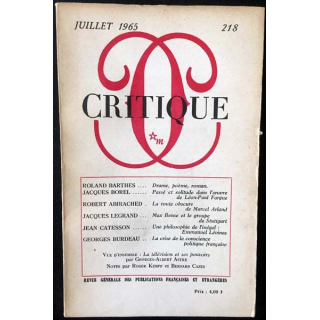 JUILLET 1965 218
CRITIQUE
m
ROLAND BARTHES .... Drame, poème, roman.
JACQUES BOREL ..... Passé et solitude dans l'œuvre
de Léon-Paul Fargue
ROBERT ABIRACHED . La route obscure
de Marcel Arland
JACQUES LEGRAND ... Max Bense et le groupe
de Stuttgart
JEAN CATESSON .... Une philosophie de l'inégal :
Emmanuel Lévinas
GEORGES BURDEAU .. La crise de la conscience
politique française
VUE D'ENSEMBLE : La télévision et ses pouvoirs
par GEORGES-ALBERT ASTRE
NOTES par ROGER KEMPF et BERNARD CASES
REVUE GÉNÉRALE DES PUBLICATIONS FRANÇAISES ET ÉTRANGÈRES